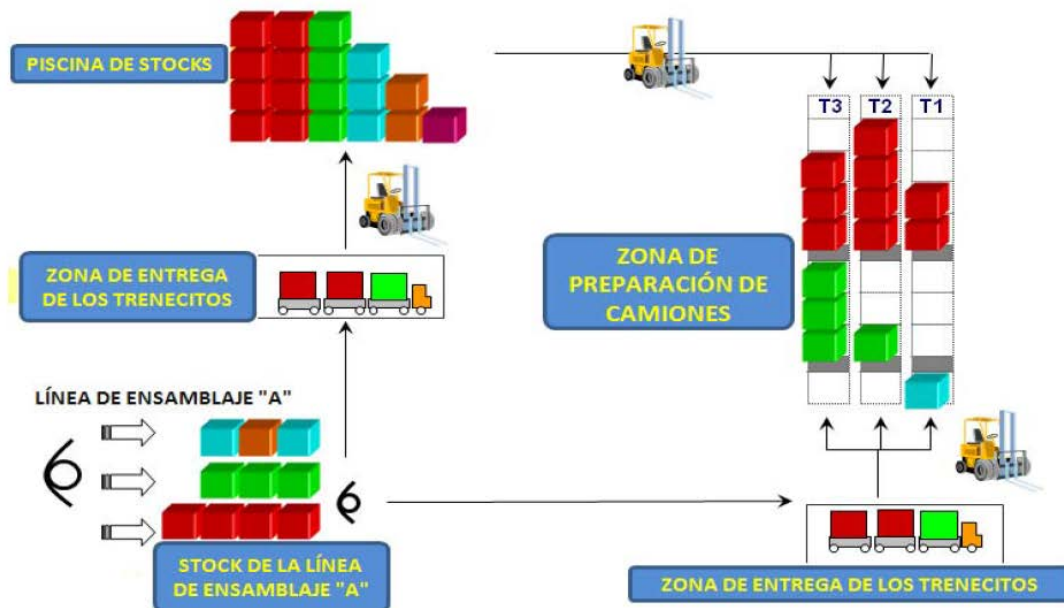 PISCINA DE STOCKS
T3
T2
T1
ZONA DE ENTREGA
DE LOS TRENECITOS
ZONA DE
PREPARACIÓN DE
CAMIONES
LÍNEA DE ENSAMBLAJE "A"
STOCK DE LA LÍNEA
DE ENSAMBLAJE "A"
ZONA DE ENTREGA DE LOS TRENECITOS